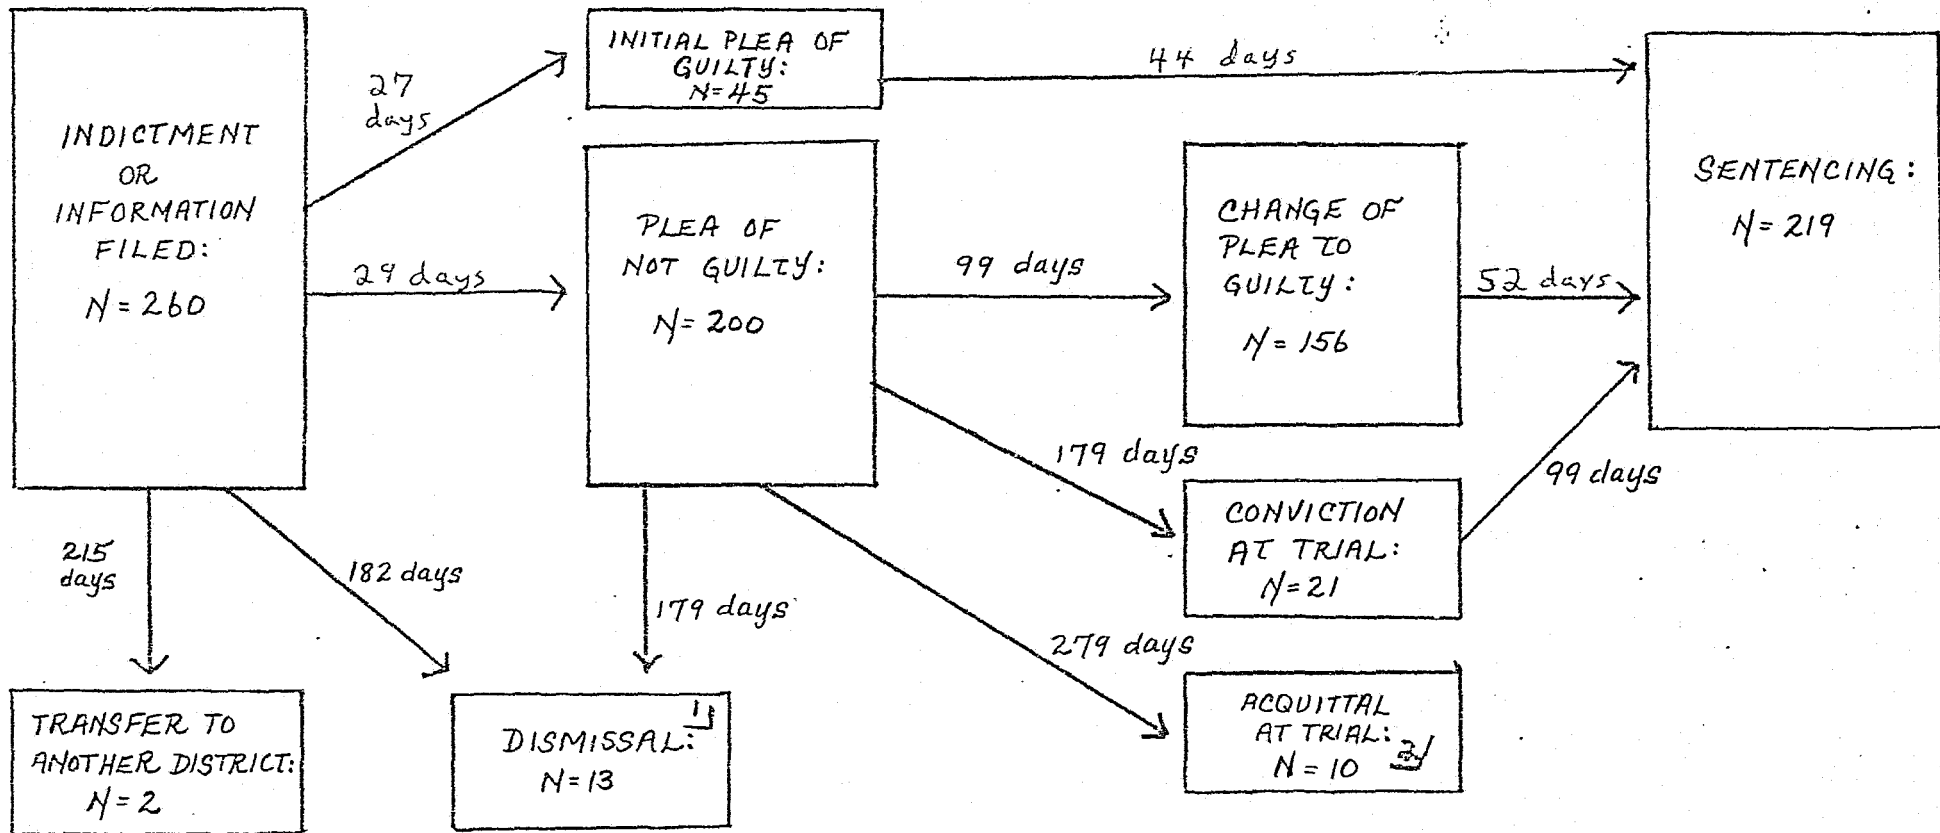 INDICTMENT
OR
INFORMATION
FILED:
N = 260
27
days
29 days
215
days
182 days
INITIAL PLEA OF
GUILTY:
N=45
44 days
PLEA OF
NOT GUILTY:
N= 200
99 days
179 days
179 days
279 days
CHANGE OF
PLEA TO
GUILTY:
N = 156
52 days
CONVICTION
AT TRIAL:
N=21
99 days
SENTENCING:
N= 219
TRANSFER TO
ANOTHER DISTRICT:
N= 2
DISMISSAL: 1/
N=13
ACQUITTAL
AT TRIAL:
N = 10 2/